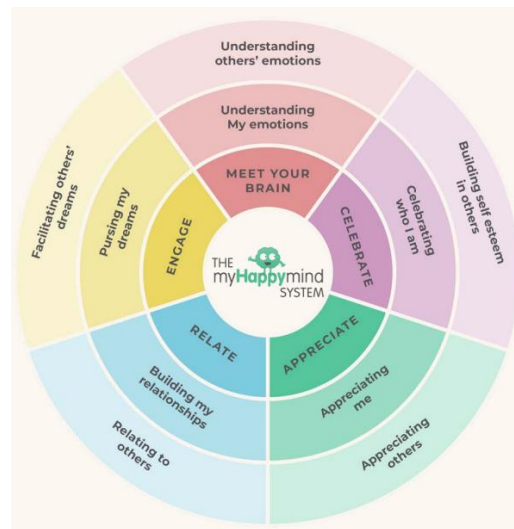 Understanding
others' emotions
Understanding
My emotions
MEET YOUR
BRAIN
Building self esteem
in others
Celebrating
who I am
CELEBRATE
Appreciating
others
Appreciating
me
APPRECIATE
Relating to
others
Building my
relationships
RELATE
Facilitating others'
dreams
Pursing my
dreams
ENGAGE
THE
myHappymind
SYSTEM